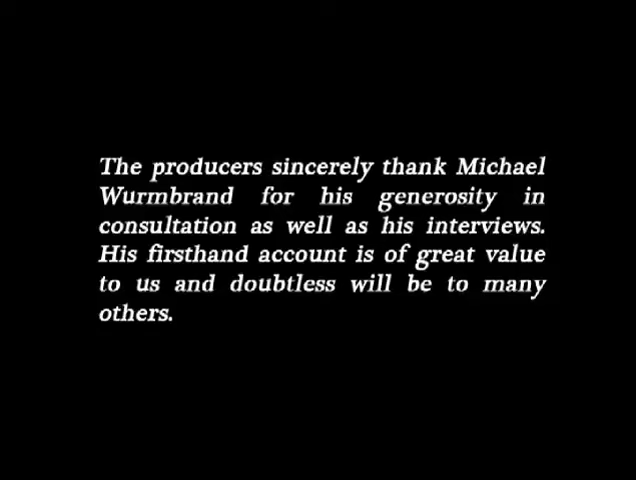 The producers sincerely thank Michael
Wurmbrand for his generosity in
consultation as well as his interviews.
His firsthand account is of great value
to us and doubtless will be to many
others.